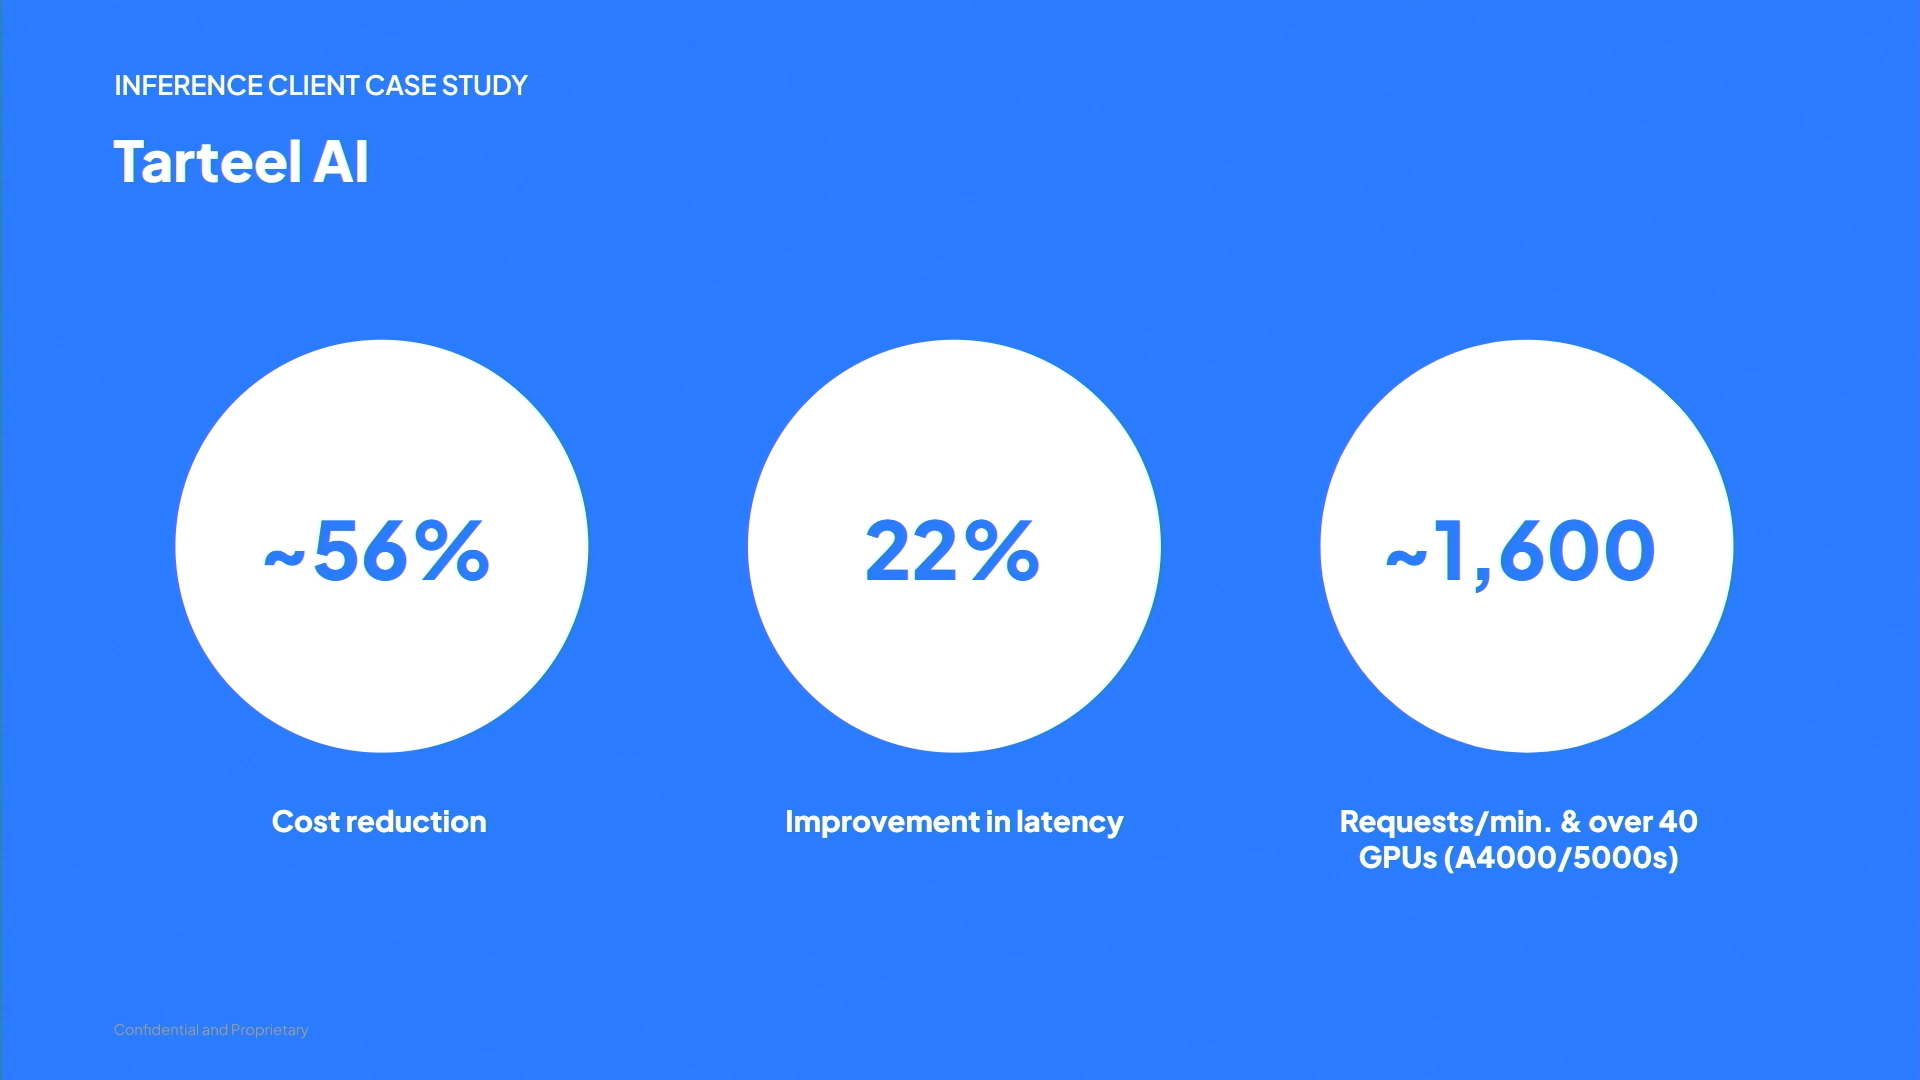 INFERENCE CLIENT CASE STUDY
Tarteel AI
~56%
Cost reduction
22%
Improvement in latency
~1,600
Requests/min. & over 40
GPUs (A4000/5000s)
Confidential and Proprietary